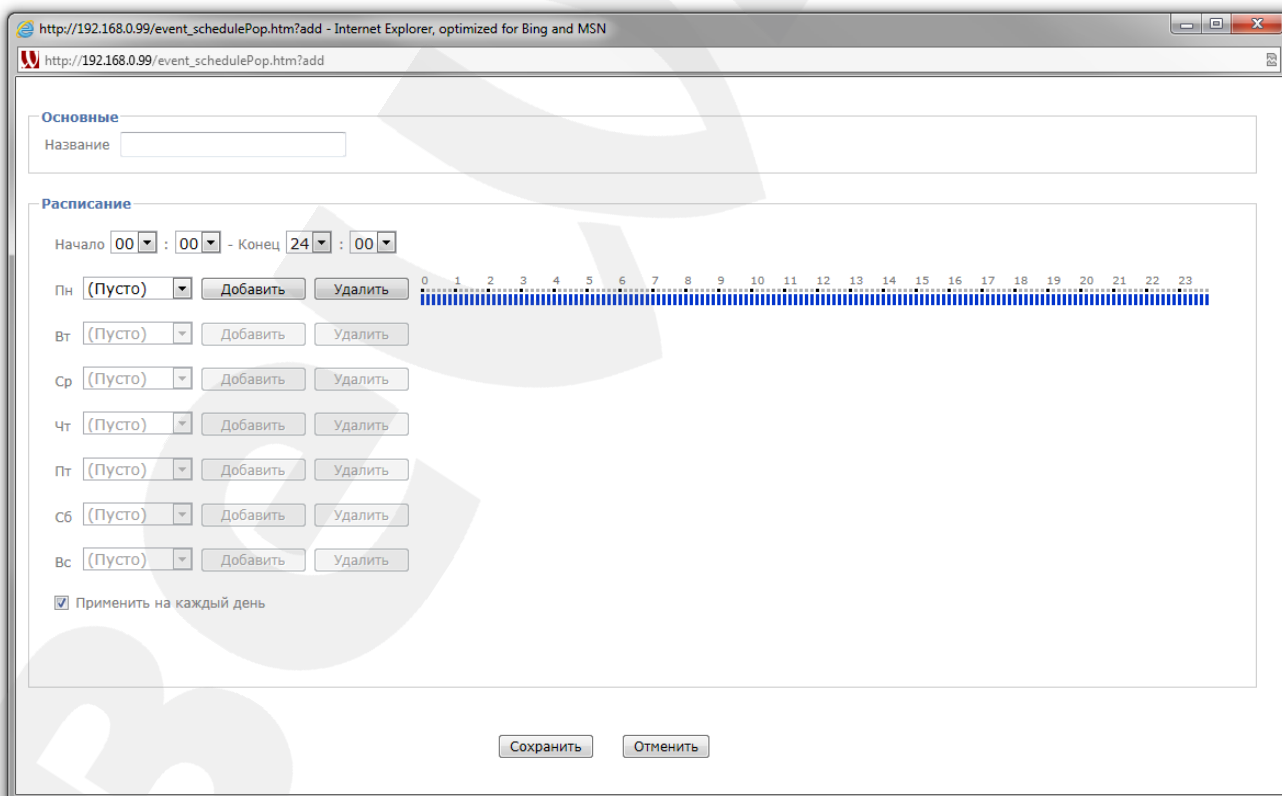 http://192.168.0.99/event_schedulePop.htm?add - Internet Explorer, optimized for Bing and MSN
http://192.168.0.99/event_schedulePop.htm?add
Основные
Название
Расписание
Начало 00 : 00 - Конец 24 : 00
0 1 2 3 4 5 6 7 8 9 10 11 12 13 14 15 16 17 18 19 20 21 22 23
Пн (Пусто) Добавить Удалить
Вт (Пусто) Добавить Удалить
Ср (Пусто) Добавить Удалить
Чт (Пусто) Добавить Удалить
Пт (Пусто) Добавить Удалить
Сб (Пусто) Добавить Удалить
Вс (Пусто) Добавить Удалить
Применить на каждый день
Сохранить Отменить